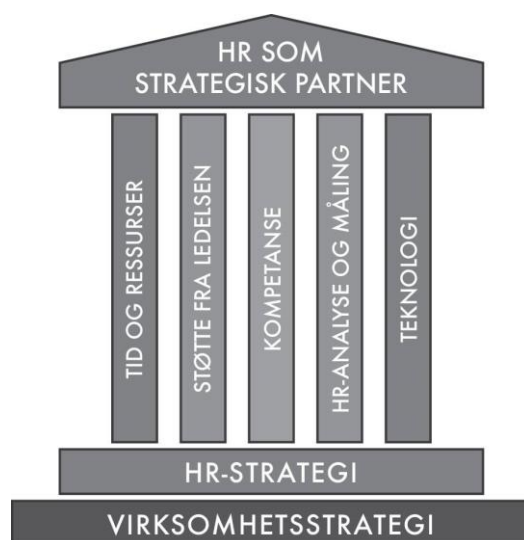 HR SOM
STRATEGISK PARTNER
TID OG RESSURSER
STØTTE FRA LEDELSEN
KOMPETANSE
HR-ANALYSE OG MÅLING
TEKNOLOGI
HR-STRATEGI
VIRKSOMHETSSTRATEGI